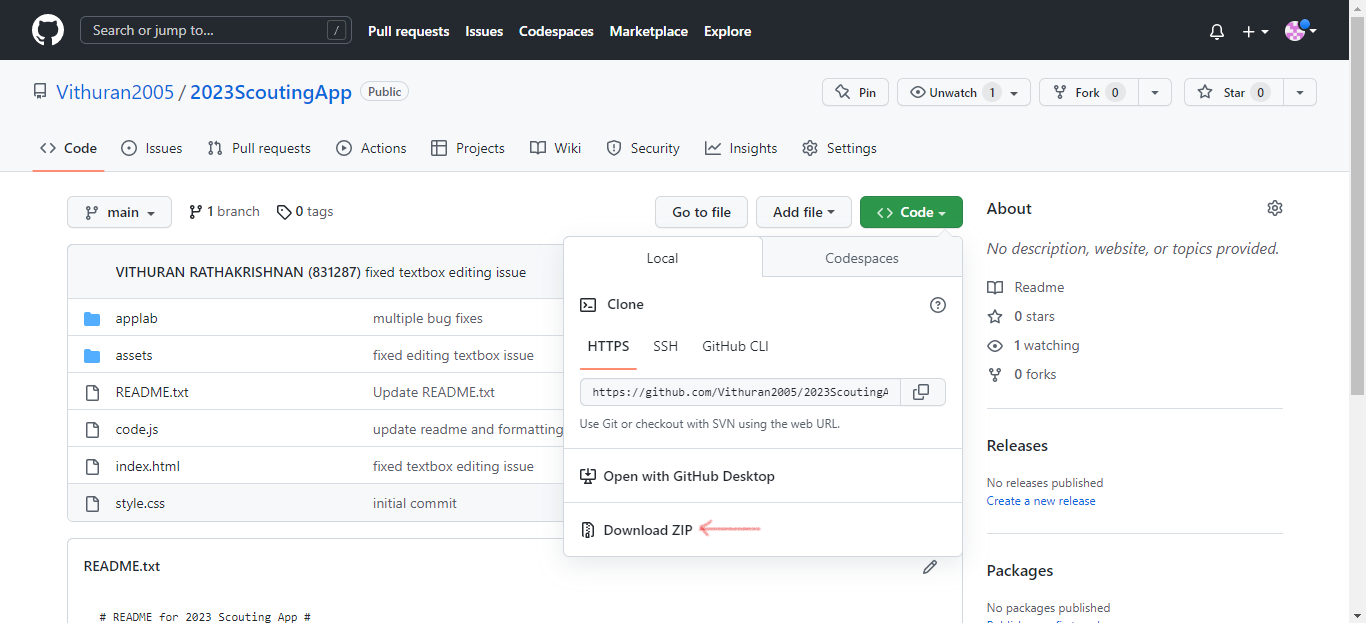 Search or jump to... /
Pull requests Issues Codespaces Marketplace Explore
Vithuran2005 / 2023ScoutingApp Public
Pin Unwatch 1 Fork 0 Star 0
Code Issues Pull requests Actions Projects Wiki Security Insights Settings
main 1 branch 0 tags
Go to file Add file Code
VITHURAN RATHAKRISHNAN (831287) fixed textbox editing issue
applab multiple bug fixes
assets fixed editing textbox issue
README.txt Update README.txt
code.js update readme and formatting
index.html fixed textbox editing issue
style.css initial commit
Local Codespaces
Clone
HTTPS SSH GitHub CLI
https://github.com/Vithuran2005/2023ScoutingA
Use Git or checkout with SVN using the web URL.
Open with GitHub Desktop
Download ZIP
README.txt
# README for 2023 Scouting App #
About
No description, website, or topics provided.
Readme
0 stars
1 watching
0 forks
Releases
No releases published
Create a new release
Packages
No packages published